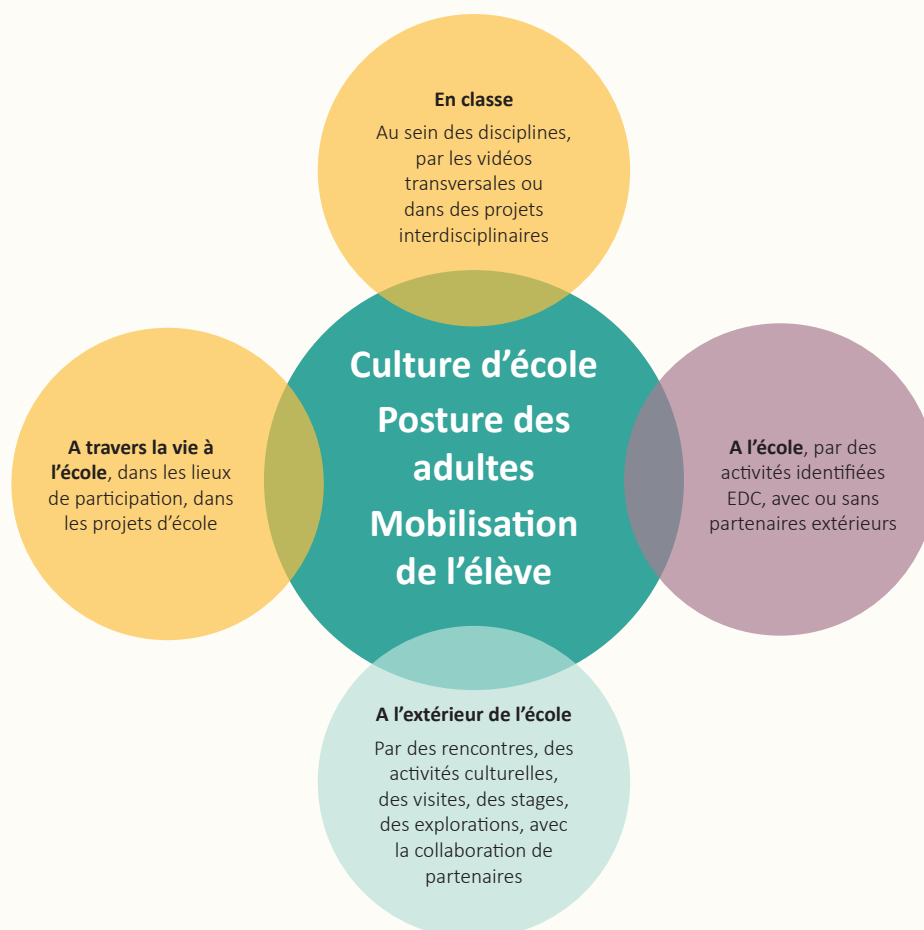 En classe
Au sein des disciplines,
par les vidéos
transversales ou
dans des projets
interdisciplinaires
Culture d'école
Posture des
adultes
Mobilisation
de l'élève
A travers la vie à
l'école, dans les lieux
de participation, dans
les projets d'école
A l'école, par des
activités identifiées
EDC, avec ou sans
partenaires extérieurs
A l'extérieur de l'école
Par des rencontres, des
activités culturelles,
des visites, des stages,
des explorations, avec
la collaboration de
partenaires